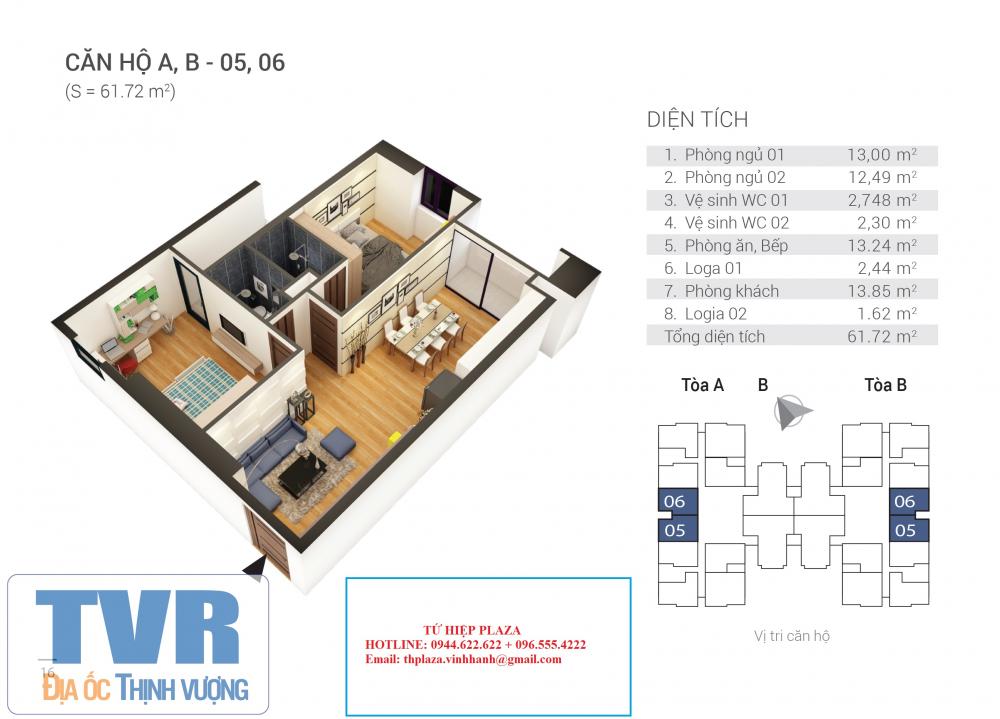 CĂN HỘ A, B - 05, 06
(S = 61.72 m²)
DIỆN TÍCH
1. Phòng ngủ 01 13,00 m²
2. Phòng ngủ 02 12,49 m²
3. Vệ sinh WC 01 2,748 m²
4. Vệ sinh WC 02 2,30 m²
5. Phòng ăn, Bếp 13.24 m²
6. Loga 01 2,44 m²
7. Phòng khách 13.85 m²
8. Logia 02 1.62 m²
Tổng diện tích 61.72 m²
Tòa A B Tòa B
06 06
05 05
Vị trí căn hộ
TVR
16
ĐỊA ỐC THỊNH VƯỢNG
TỨ HIỆP PLAZA
HOTLINE: 0944.622.622 + 096.555.4222
Email: thplaza.vinhhanh@gmail.com